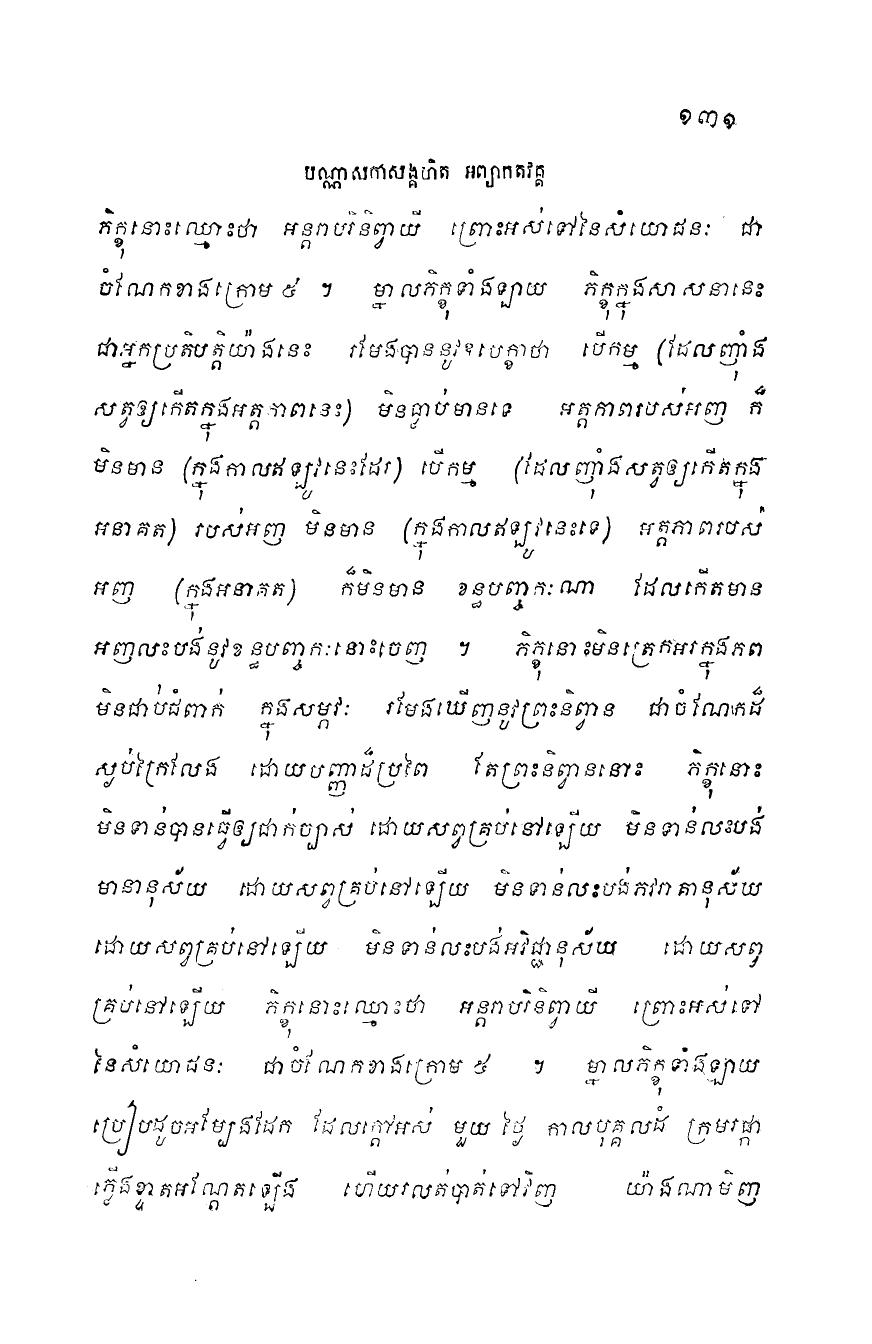 ១៣១
បណ្ណាសកាសង្គហិត អព្យាកតវគ្គ
ភិក្ខុនោះឈ្មោះថា អន្តរាបរិនិព្វាយី ព្រោះអស់ទៅនៃសំយោជនៈ ជា
ចំណែកខាងក្រោម ៥ ។ ម្នាលភិក្ខុទាំងឡាយ ភិក្ខុក្នុងសាសនានេះ
ជាអ្នកប្រតិបត្តិយ៉ាងនេះ រមែងបាននូវឧបេក្ខាថា បើកម្ម (ដែលញ៉ាំង
សត្វឲ្យកើតក្នុងអត្តភាពនេះ) មិនធ្លាប់មានទេ អត្តភាពរបស់អញ ក៏
មិនមាន (ក្នុងកាលឥឡូវនេះដែរ) បើកម្ម (ដែលញ៉ាំងសត្វឲ្យកើតក្នុង
អនាគត) របស់អញ មិនមាន (ក្នុងកាលឥឡូវនេះទេ) អត្តភាពរបស់
អញ (ក្នុងអនាគត) ក៏មិនមាន ខន្ធបញ្ចកៈណា ដែលកើតមាន
អញលះបង់នូវខន្ធបញ្ចកៈនោះចេញ ។ ភិក្ខុនោះមិនត្រេកអរក្នុងភព
មិនជាប់ជំពាក់ ក្នុងសម្ភវៈ រមែងឃើញនូវព្រះនិព្វាន ជាចំណែកដ៏
ស្ងប់ក្រៃលែង ដោយបញ្ញាដ៏ប្រពៃ តែព្រះនិព្វាននោះ ភិក្ខុនោះ
មិនទាន់បានធ្វើឲ្យជាក់ច្បាស់ ដោយសព្វគ្រប់នៅឡើយ មិនទាន់លះបង់
មានានុស័យ ដោយសព្វគ្រប់នៅឡើយ មិនទាន់លះបង់ភវរាគានុស័យ
ដោយសព្វគ្រប់នៅឡើយ មិនទាន់លះបង់អវិជ្ជានុស័យ ដោយសព្វ
គ្រប់នៅឡើយ ភិក្ខុនោះឈ្មោះថា អន្តរាបរិនិព្វាយី ព្រោះអស់ទៅ
នៃសំយោជនៈ ជាចំណែកខាងក្រោម ៥ ។ ម្នាលភិក្ខុទាំងឡាយ
ប្រៀបដូចអម្បែងដែក ដែលក្តៅអស់ មួយ ថ្ងៃ កាលបុគ្គលដំ ក្រមរផ្កា
ភ្លើងខ្ទាតអណ្តែតឡើង ហើយរលត់បាត់ទៅវិញ យ៉ាងណាមិញ